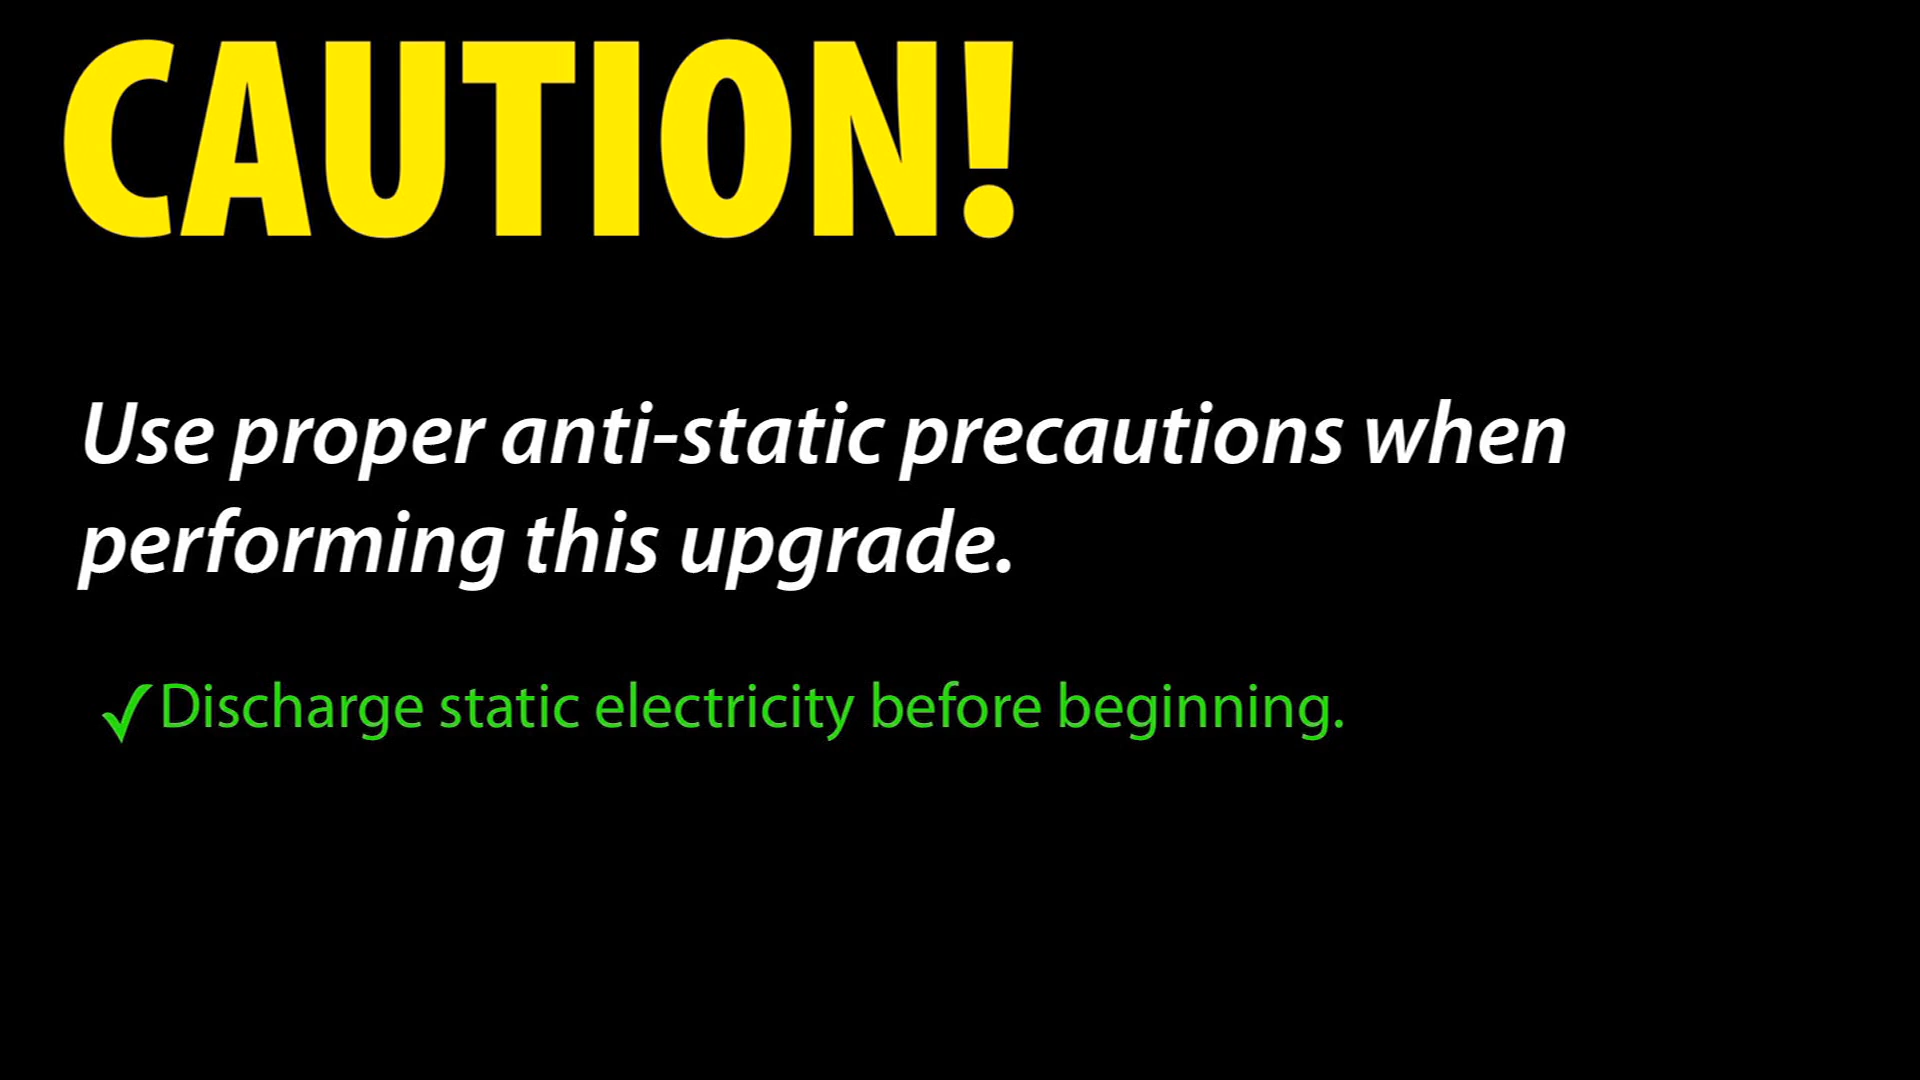 CAUTION!
Use proper anti-static precautions when
performing this upgrade.
✓Discharge static electricity before beginning.